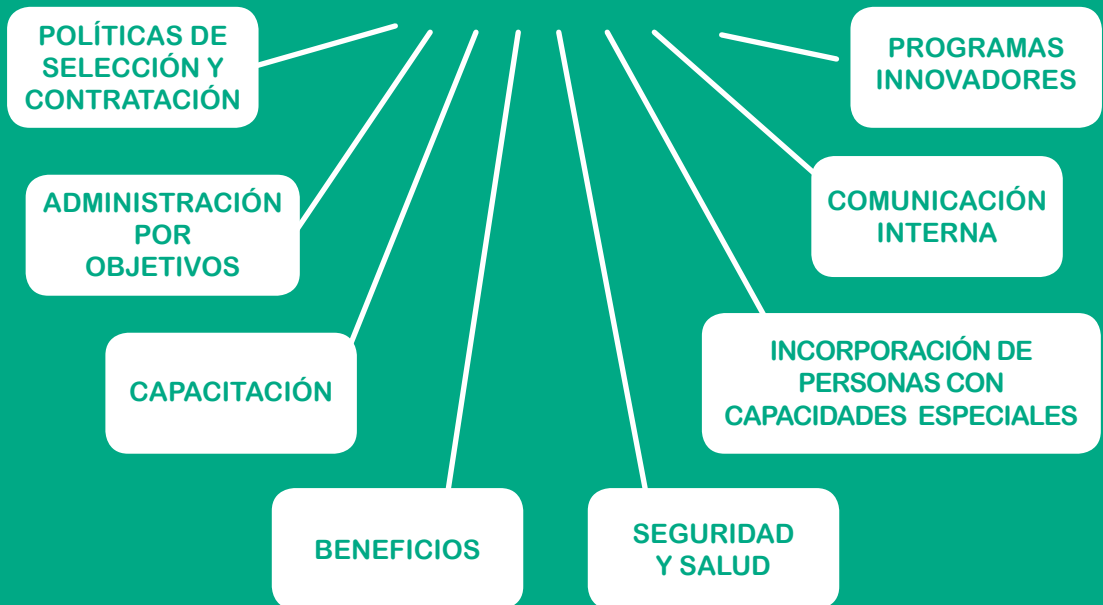 POLÍTICAS DE
SELECCIÓN Y
CONTRATACIÓN
PROGRAMAS
INNOVADORES
ADMINISTRACIÓN
POR
OBJETIVOS
COMUNICACIÓN
INTERNA
CAPACITACIÓN
INCORPORACIÓN DE
PERSONAS CON
CAPACIDADES ESPECIALES
BENEFICIOS
SEGURIDAD
Y SALUD